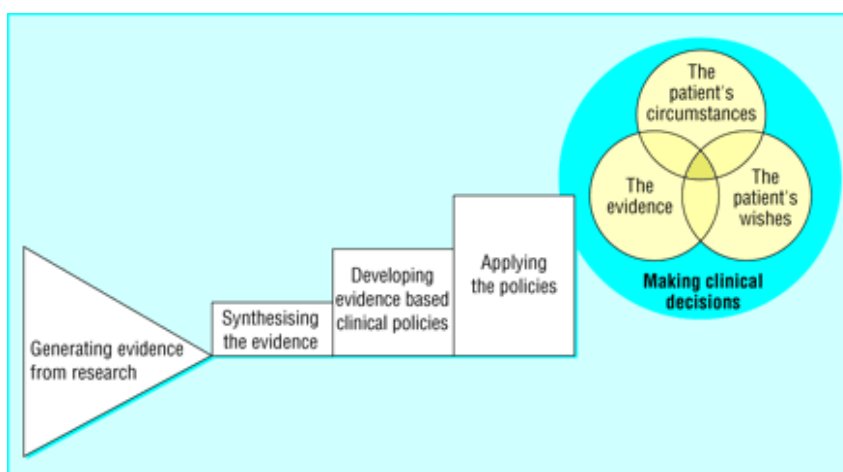 Generating evidence
from research
Synthesising
the evidence
Developing
evidence based
clinical policies
Applying
the policies
The
patient's
circumstances
The
evidence
The
patient's
wishes
Making clinical
decisions